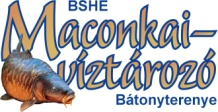 BSHE
Maconkai-
víztározó
Bátonyterenye